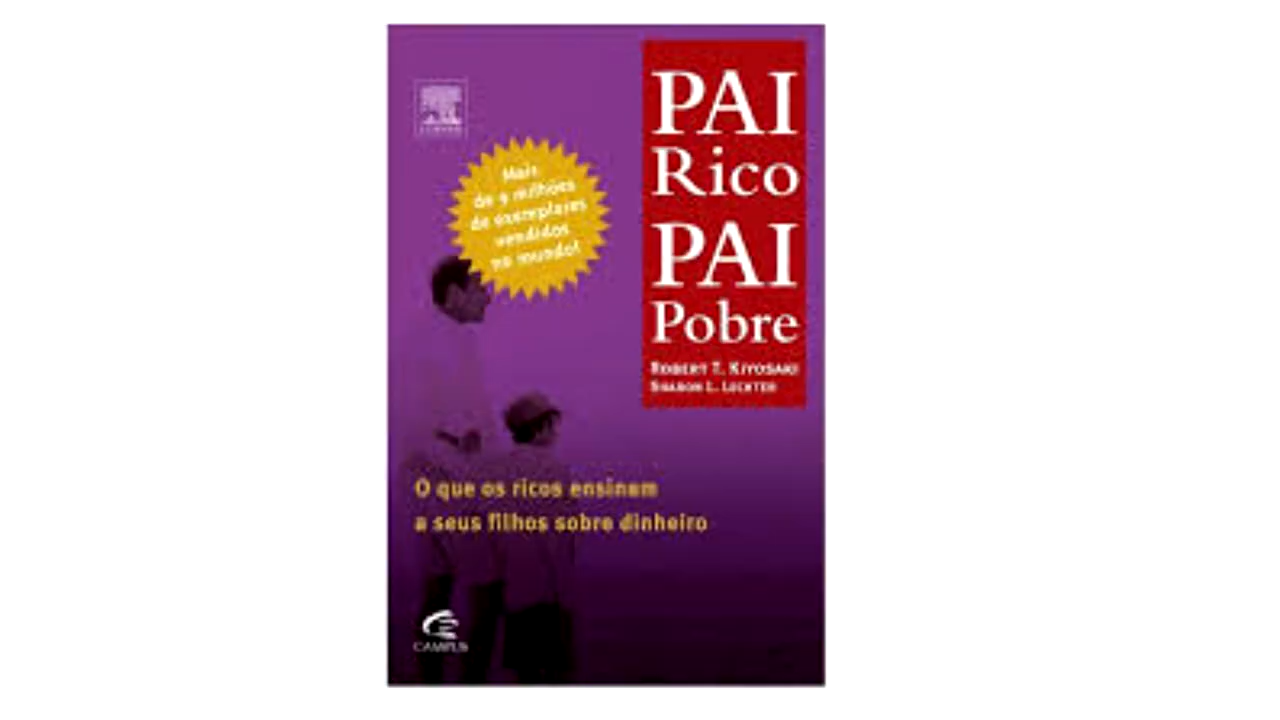 PAI
Rico
PAI
Pobre
ROBERT T. KIYOSAKI
SHARON L. LECHTER
Mais
de 9 milhões
de exemplares
vendidos
no mundo!
O que os ricos ensinam
a seus filhos sobre dinheiro
CAMPUS